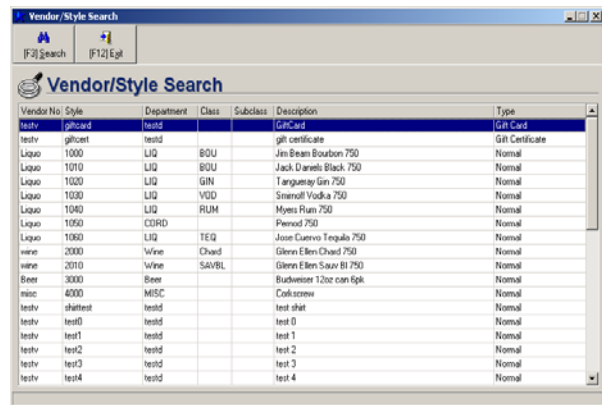 Vendor/Style Search
[F3] Search [F12] Exit
Vendor/Style Search
Vendor No Style Department Class Subclass Description Type
testv giftcard testd GiftCard Gift Card
testv giftcert testd gift certificate Gift Certificate
Liquo 1000 LIQ BOU Jim Beam Bourbon 750 Normal
Liquo 1010 LIQ BOU Jack Daniels Black 750 Normal
Liquo 1020 LIQ GIN Tangueray Gin 750 Normal
Liquo 1030 LIQ VOD Smirnoff Vodka 750 Normal
Liquo 1040 LIQ RUM Myers Rum 750 Normal
Liquo 1050 CORD Pernod 750 Normal
Liquo 1060 LIQ TEQ Jose Cuervo Tequila 750 Normal
wine 2000 Wine Chard Glenn Ellen Chard 750 Normal
wine 2010 Wine SAVBL Glenn Ellen Sauv Bl 750 Normal
Beer 3000 Beer Budweiser 12oz can 6pk Normal
misc 4000 MISC Corkscrew Normal
testv shirttest testd test shirt Normal
testv test0 testd test 0 Normal
testv test1 testd test 1 Normal
testv test2 testd test 2 Normal
testv test3 testd test 3 Normal
testv test4 testd test 4 Normal